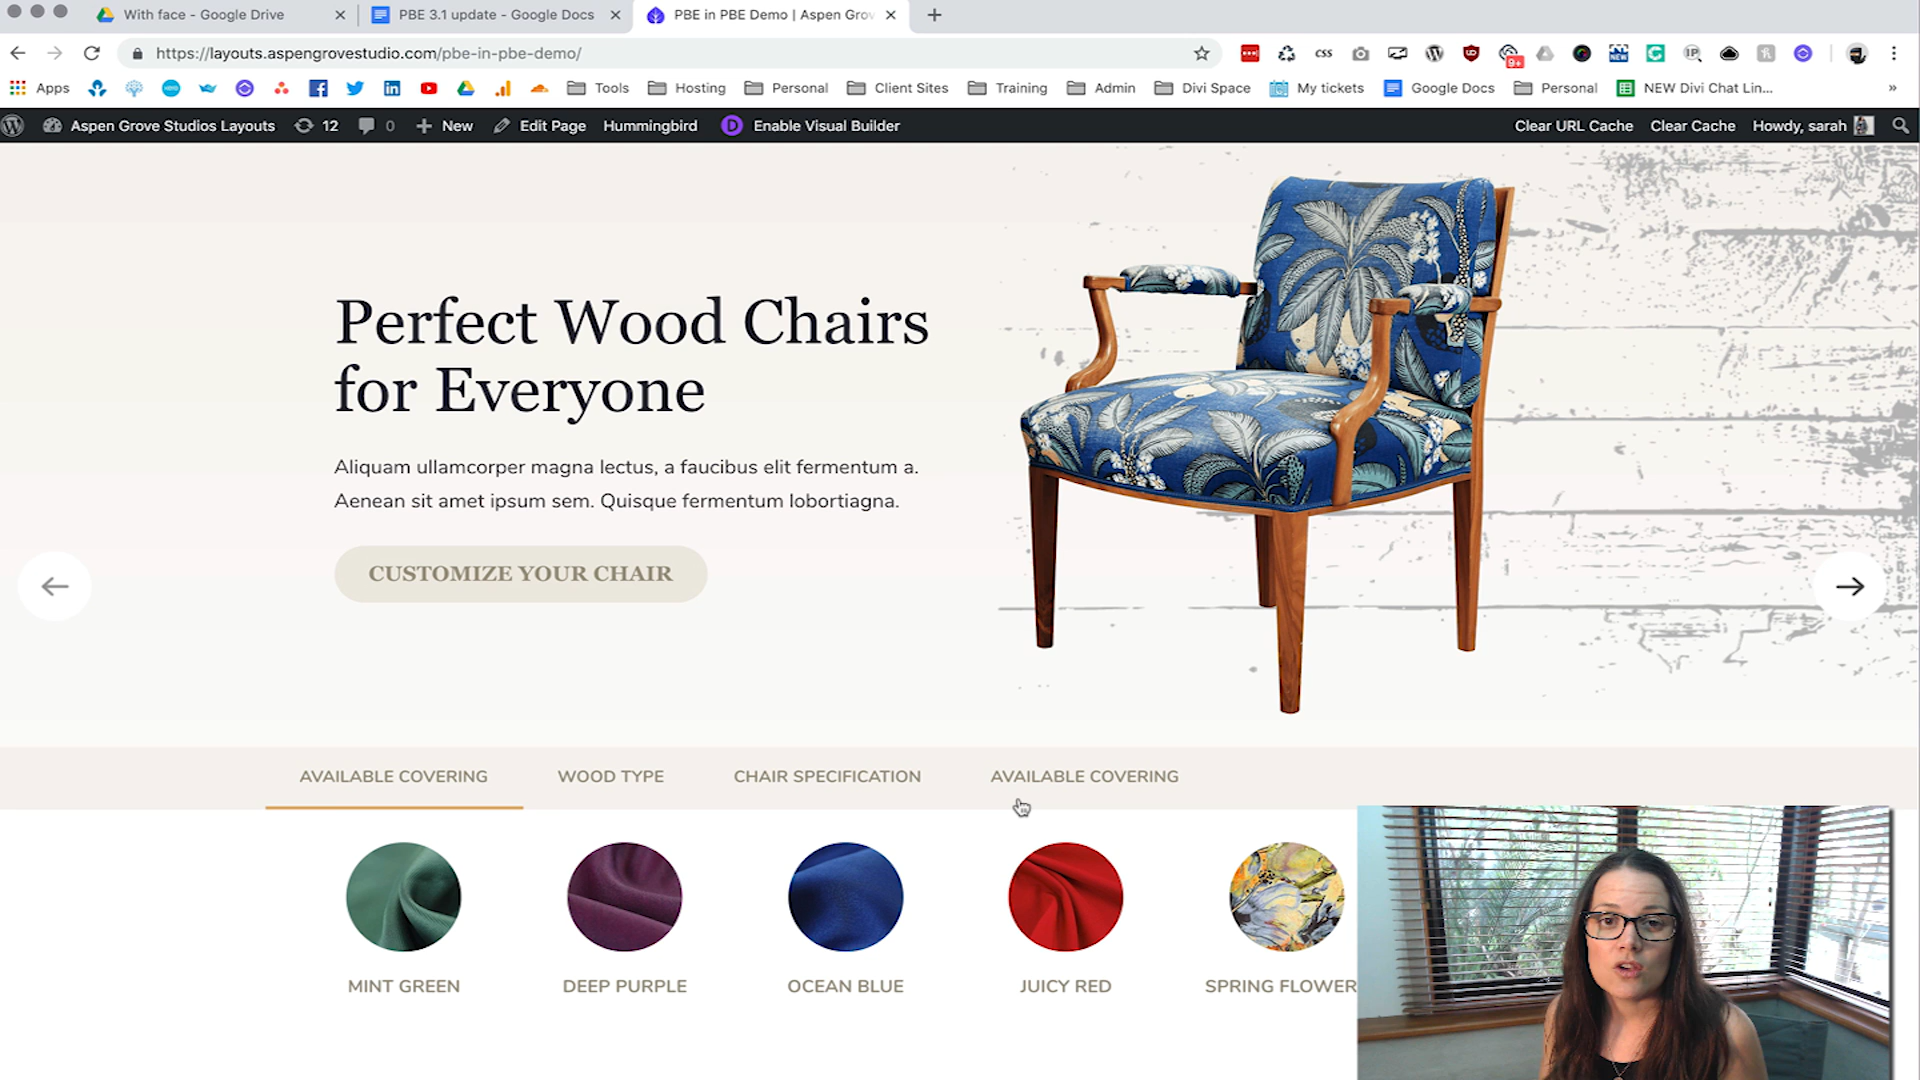 With face - Google Drive
PBE 3.1 update - Google Docs
PBE in PBE Demo | Aspen Grov
https://layouts.aspengrovestudio.com/pbe-in-pbe-demo/
css
9+
NEW
IP
Apps
xero
Tools
Hosting
Personal
Client Sites
Training
Admin
Divi Space
My tickets
Google Docs
Personal
NEW Divi Chat Lin...
Aspen Grove Studios Layouts
12
0
New
Edit Page
Hummingbird
D
Enable Visual Builder
Clear URL Cache
Clear Cache
Howdy, sarah
Perfect Wood Chairs
for Everyone
Aliquam ullamcorper magna lectus, a faucibus elit fermentum a.
Aenean sit amet ipsum sem. Quisque fermentum lobortiagna.
CUSTOMIZE YOUR CHAIR
AVAILABLE COVERING
WOOD TYPE
CHAIR SPECIFICATION
AVAILABLE COVERING
MINT GREEN
DEEP PURPLE
OCEAN BLUE
JUICY RED
SPRING FLOWER